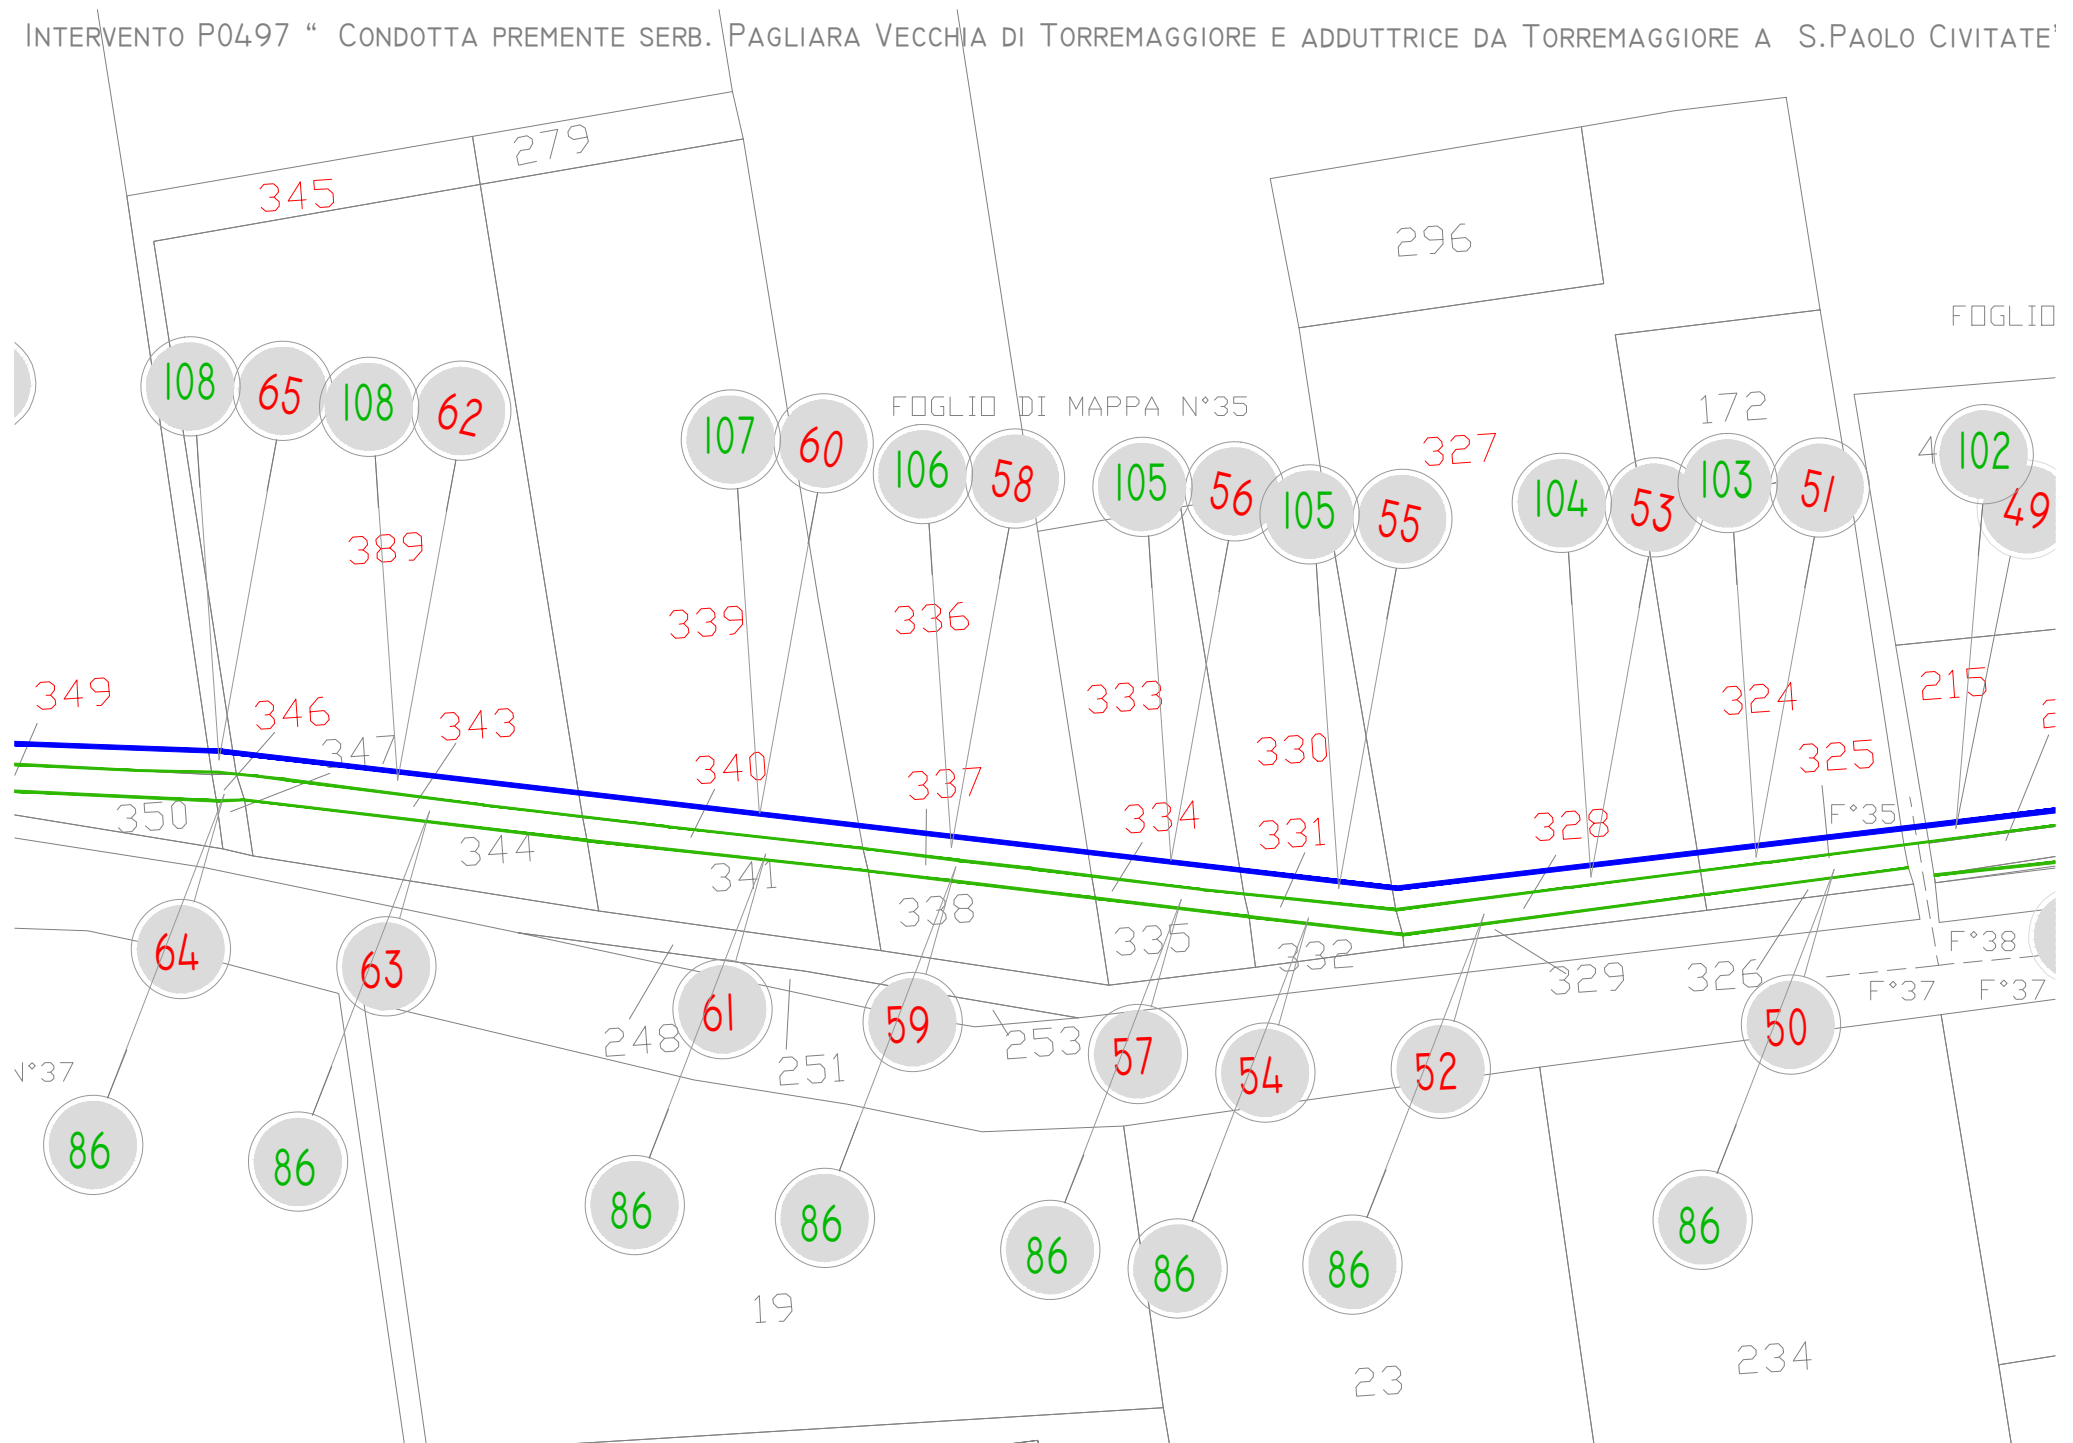 INTERVENTO P0497 “ CONDOTTA PREMENTE SERB. PAGLIARA VECCHIA DI TORREMAGGIORE E ADDUTTRICE DA TORREMAGGIORE A S.PAOLO CIVITATE"
279
345
296
FOGLIO
108 65 108 62
172
FOGLIO DI MAPPA N°35
107 60 106 58 105 56 105 55
327
104 53 103 51
4 102 49
389
339
336
333
330
324
215
349
346
347
343
340
337
334
331
328
325
F°35
350
344
341
338
335
332
329
326
F°38
F°37
F°37
64 63 61 59 57 54 52 50
248
251
253
N°37
86 86 86 86 86 86 86 86
19
23
234